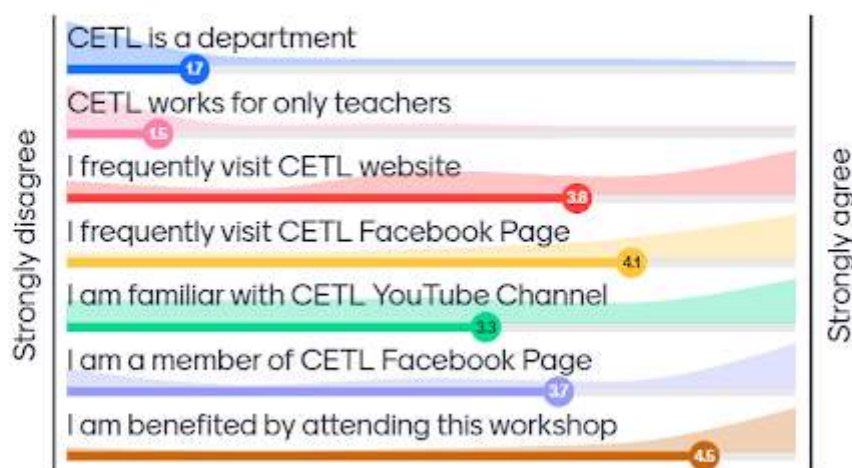 Strongly disagree
CETL is a department
1.7
CETL works for only teachers
1.5
I frequently visit CETL website
3.8
I frequently visit CETL Facebook Page
4.1
I am familiar with CETL YouTube Channel
3.3
I am a member of CETL Facebook Page
3.7
I am benefited by attending this workshop
4.5
Strongly agree